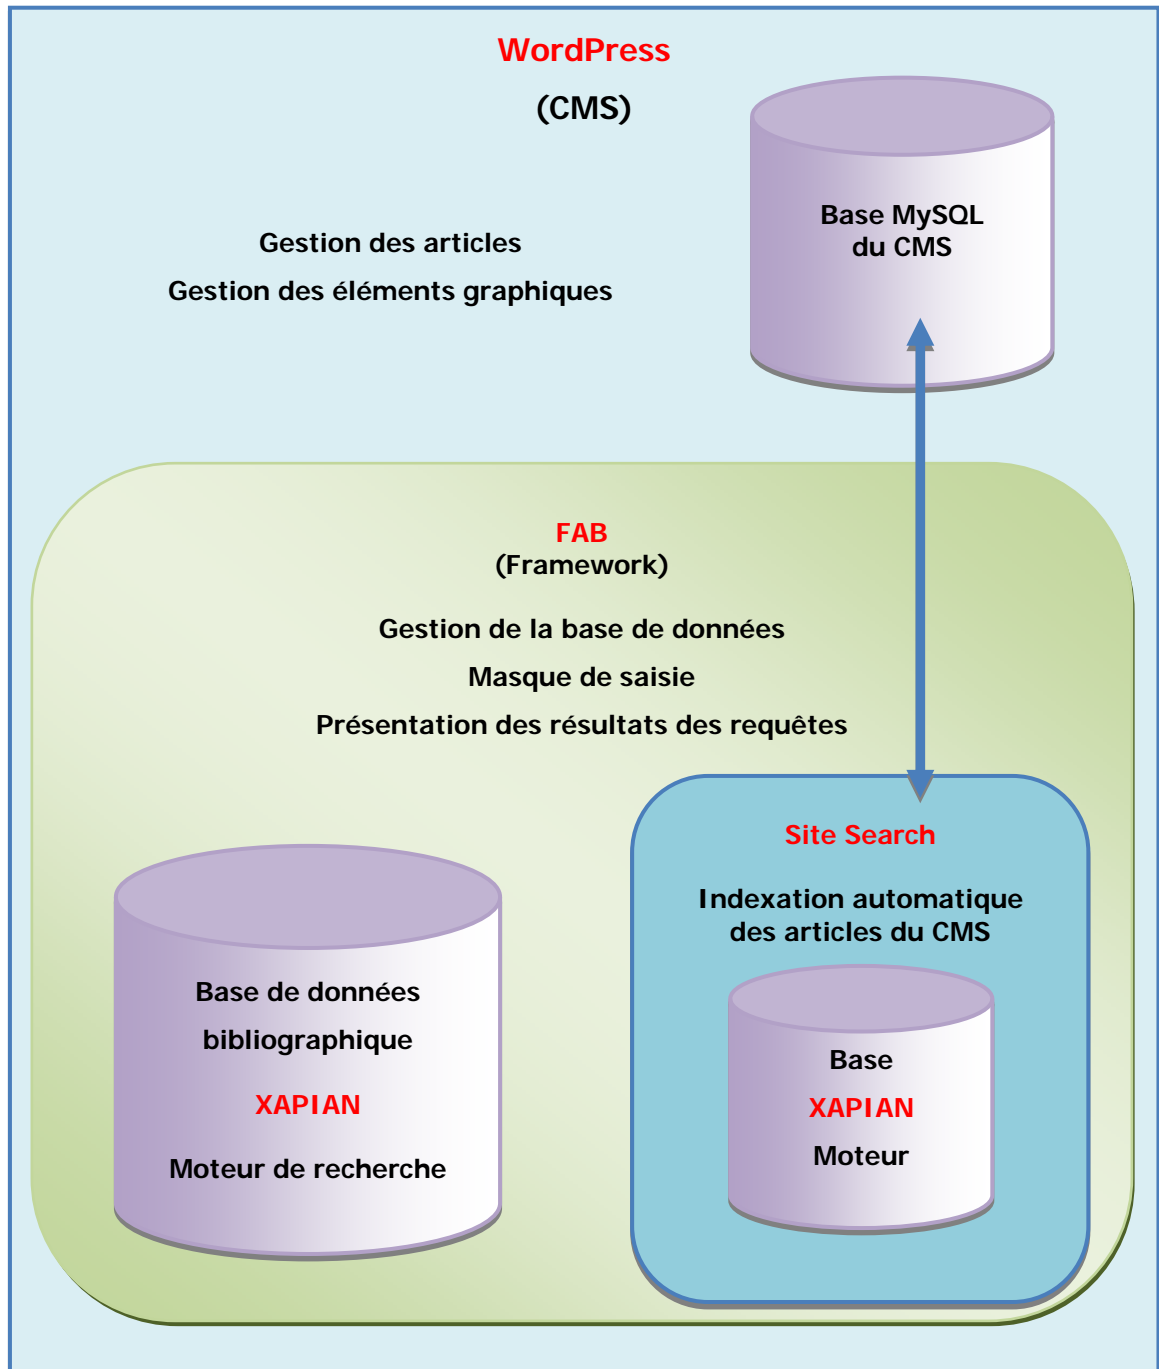 WordPress
(CMS)
Base MySQL
du CMS
Gestion des articles
Gestion des éléments graphiques
FAB
(Framework)
Gestion de la base de données
Masque de saisie
Présentation des résultats des requêtes
Site Search
Indexation automatique
des articles du CMS
Base de données
bibliographique
XAPIAN
Moteur de recherche
Base
XAPIAN
Moteur